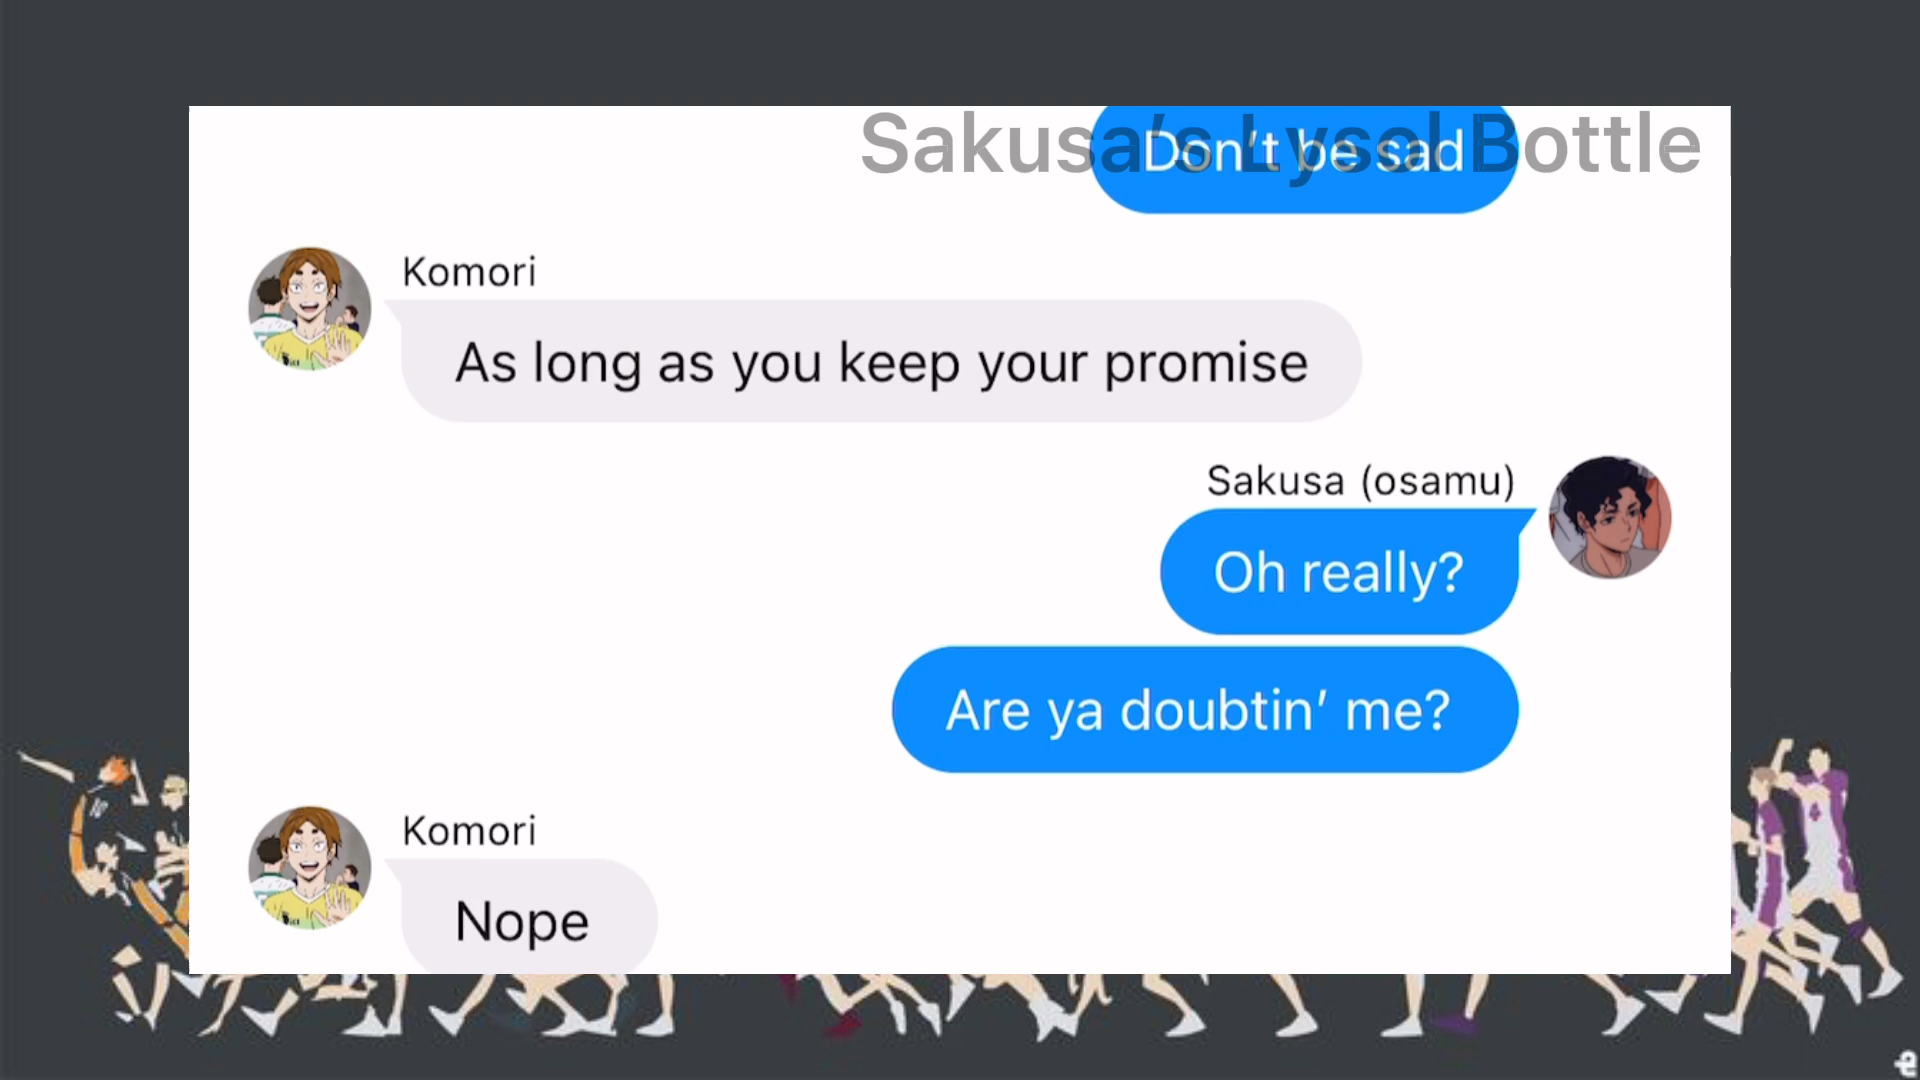 Sakusa's Lysol Bottle
Don't be sad
Komori
As long as you keep your promise
Sakusa (osamu)
Oh really?
Are ya doubtin' me?
Komori
Nope